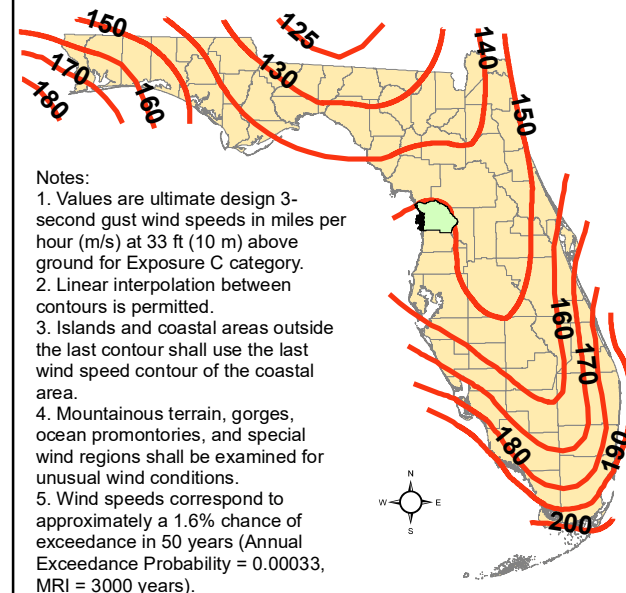 125
150
140
130
170
160
180
150
Notes:
1. Values are ultimate design 3-
second gust wind speeds in miles per
hour (m/s) at 33 ft (10 m) above
ground for Exposure C category.
2. Linear interpolation between
contours is permitted.
3. Islands and coastal areas outside
the last contour shall use the last
wind speed contour of the coastal
area.
4. Mountainous terrain, gorges,
ocean promontories, and special
wind regions shall be examined for
unusual wind conditions.
5. Wind speeds correspond to
approximately a 1.6% chance of
exceedance in 50 years (Annual
Exceedance Probability = 0.00033,
MRI = 3000 years).
160
170
180
190
200
N
W E
S